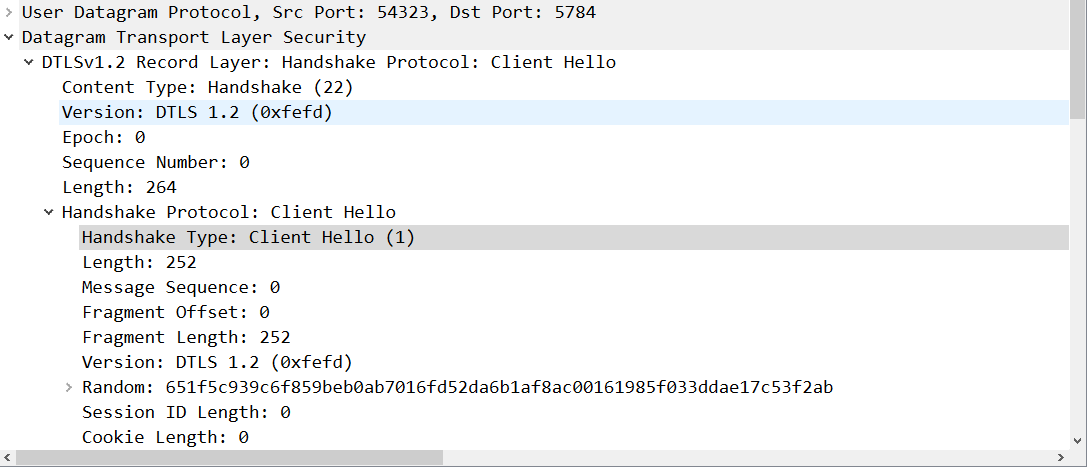 User Datagram Protocol, Src Port: 54323, Dst Port: 5784
Datagram Transport Layer Security
DTLSv1.2 Record Layer: Handshake Protocol: Client Hello
Content Type: Handshake (22)
Version: DTLS 1.2 (0xfefd)
Epoch: 0
Sequence Number: 0
Length: 264
Handshake Protocol: Client Hello
Handshake Type: Client Hello (1)
Length: 252
Message Sequence: 0
Fragment Offset: 0
Fragment Length: 252
Version: DTLS 1.2 (0xfefd)
Random: 651f5c939c6f859beb0ab7016fd52da6b1af8ac00161985f033ddae17c53f2ab
Session ID Length: 0
Cookie Length: 0